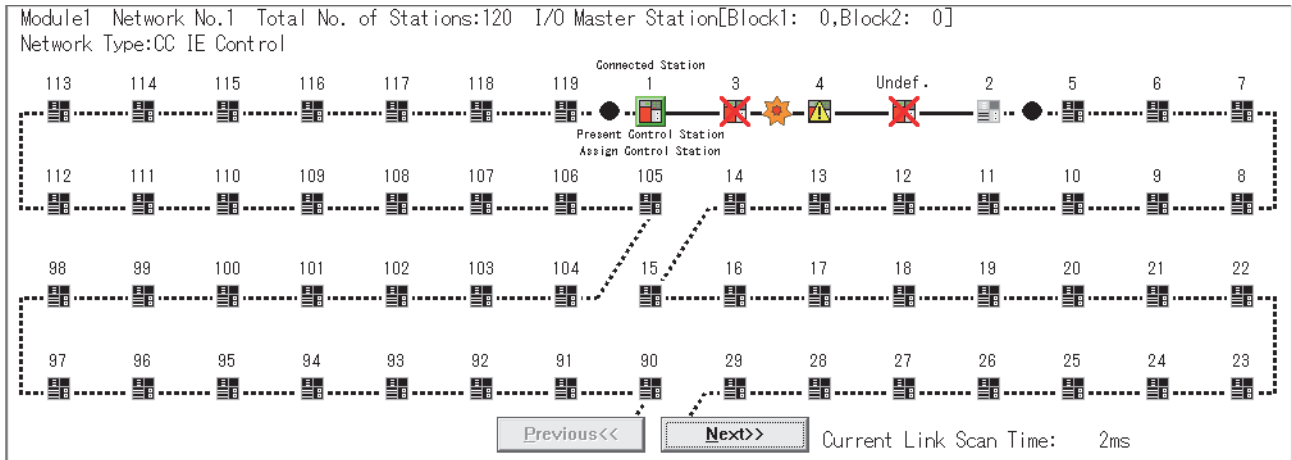 Module1 Network No.1 Total No. of Stations:120 I/O Master Station[Block1: 0,Block2: 0]
Network Type:CC IE Control
Connected Station
113 114 115 116 117 118 119 1 3 4 Undef. 2 5 6 7
Present Control Station
Assign Control Station
112 111 110 109 108 107 106 105 14 13 12 11 10 9 8
98 99 100 101 102 103 104 15 16 17 18 19 20 21 22
97 96 95 94 93 92 91 90 29 28 27 26 25 24 23
Previous<< Next>> Current Link Scan Time: 2ms